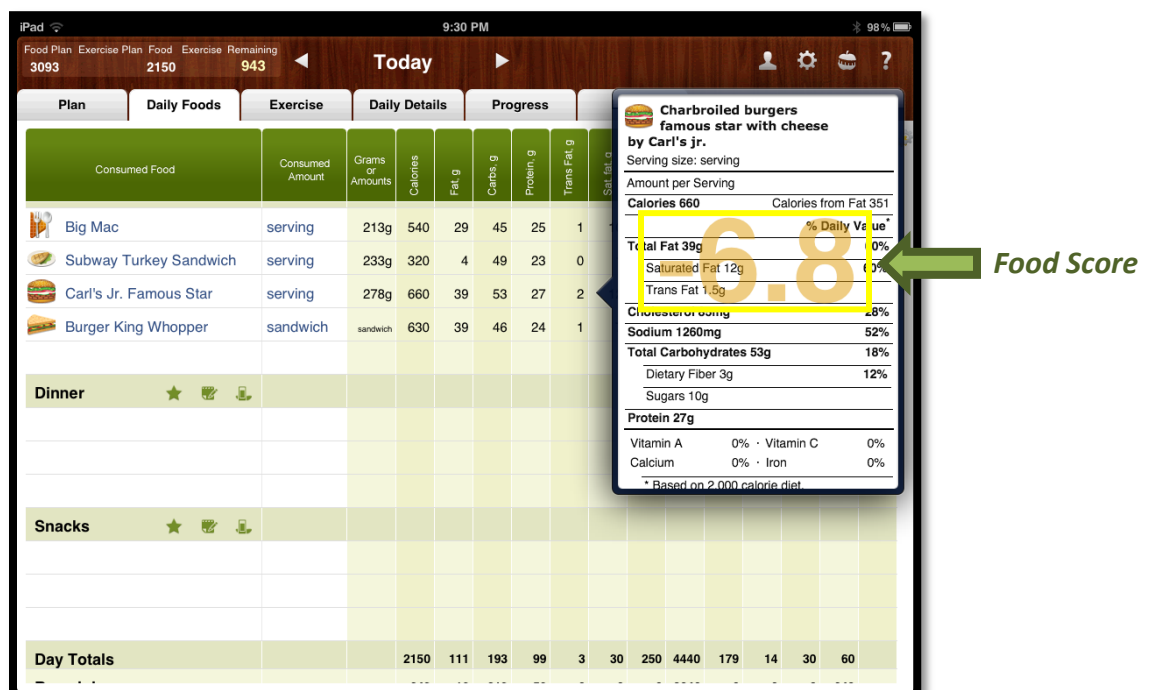 iPad 9:30 PM 98%
Food Plan Exercise Plan Food Exercise Remaining
3093 2150 943
Today
?
Plan Daily Foods Exercise Daily Details Progress
Consumed Food Consumed Amount Grams or Amounts Calories Fat, g Carbs, g Protein, g Trans Fat, g Sat. fat, g
Big Mac serving 213g 540 29 45 25 1
Subway Turkey Sandwich serving 233g 320 4 49 23 0
Carl's Jr. Famous Star serving 278g 660 39 53 27 2
Burger King Whopper sandwich sandwich 630 39 46 24 1
Dinner
Snacks
Day Totals 2150 111 193 99 3 30 250 4440 179 14 30 60
Charbroiled burgers
famous star with cheese
by Carl's jr.
Serving size: serving
Amount per Serving
Calories 660 Calories from Fat 351
% Daily Value*
Total Fat 39g 60%
Saturated Fat 12g 60%
Trans Fat 1.5g
-6.8
Cholesterol 85mg 28%
Sodium 1260mg 52%
Total Carbohydrates 53g 18%
Dietary Fiber 3g 12%
Sugars 10g
Protein 27g
Vitamin A 0% · Vitamin C 0%
Calcium 0% · Iron 0%
* Based on 2,000 calorie diet.
Food Score